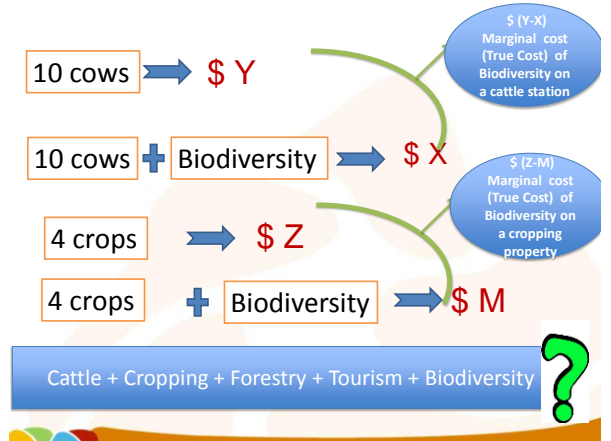 10 cows $ Y
$ (Y-X)
Marginal cost
(True Cost) of
Biodiversity on
a cattle station
10 cows + Biodiversity $ X
$ (Z-M)
Marginal cost
(True Cost) of
Biodiversity on
a cropping
property
4 crops $ Z
4 crops + Biodiversity $ M
Cattle + Cropping + Forestry + Tourism + Biodiversity ?